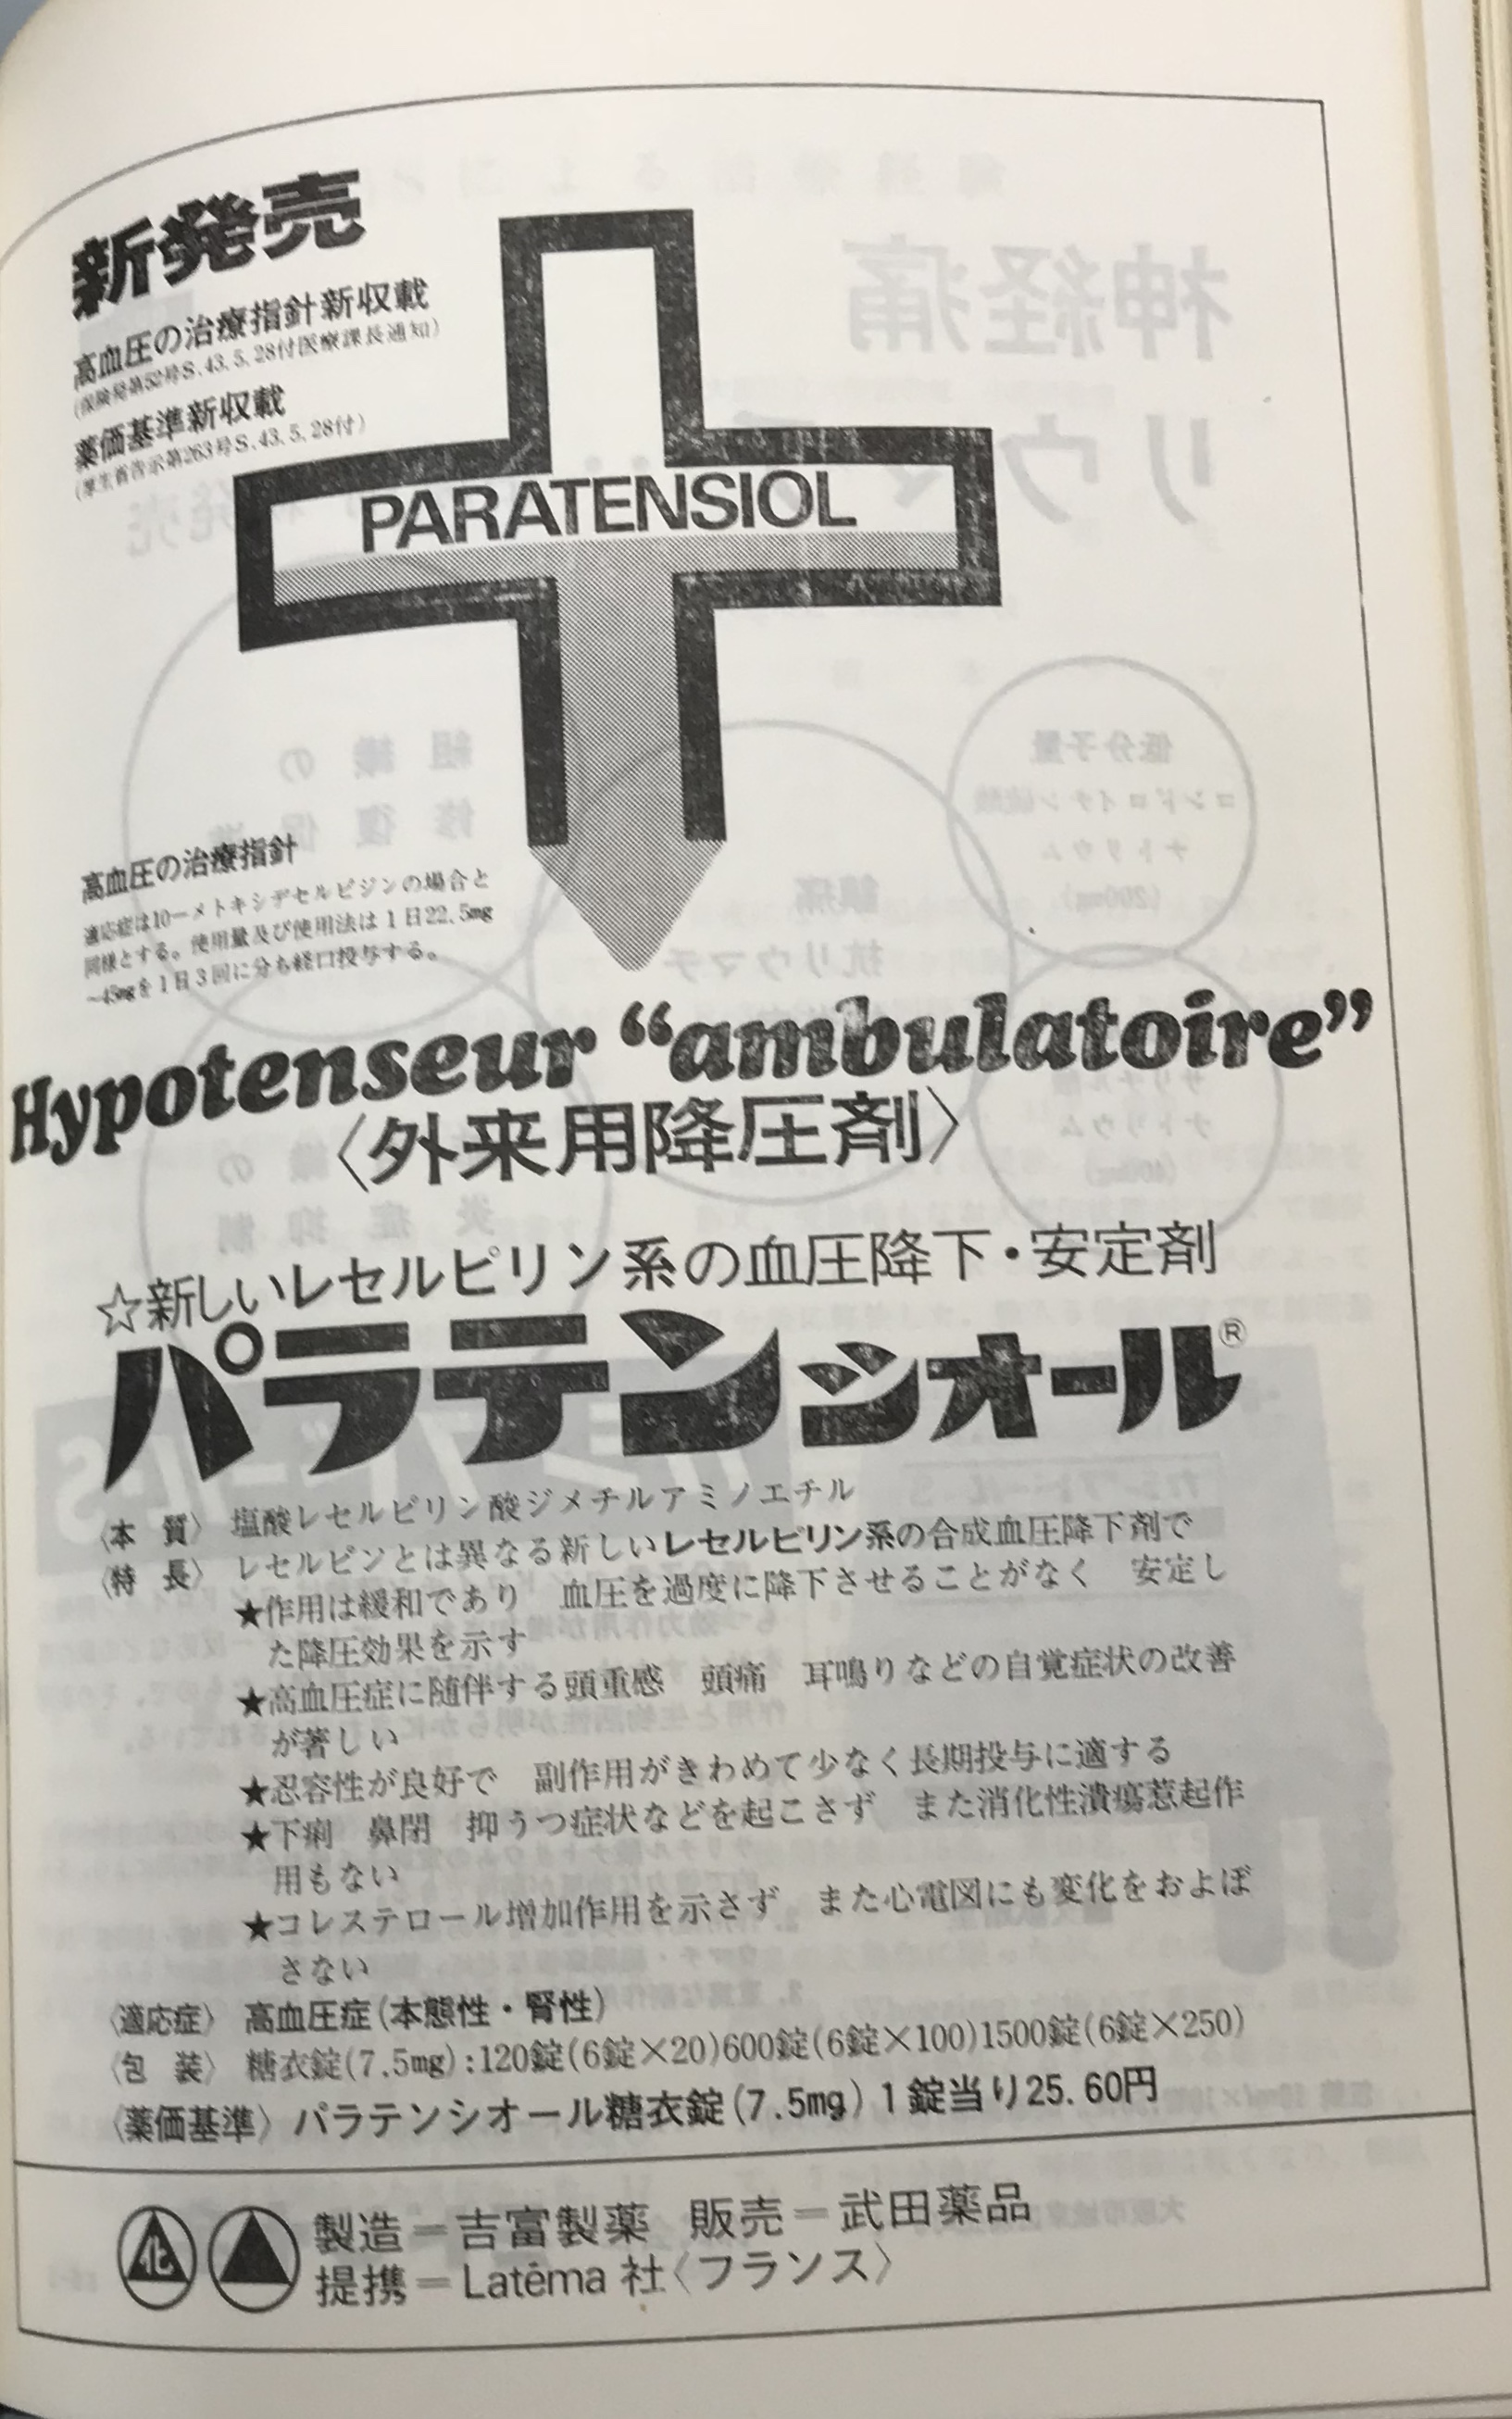 新発売
高血圧の治療指針新収載
(保険発第52号S.43.5.28付医療課長通知)
薬価基準新収載
(厚生省告示第263号S.43.5.28付)
PARATENSIOL
高血圧の治療指針
適応症は10-メトキシデセルピジンの場合と
同様とする。使用量及び使用法は1日22.5mg
~45mgを1日3回に分ち経口投与する。
Hypotenseur “ambulatoire”
〈外来用降圧剤〉
☆新しいレセルピリン系の血圧降下・安定剤
パラテンシオール®
〈本 質〉 塩酸レセルピリン酸ジメチルアミノエチル
〈特 長〉 レセルピンとは異なる新しいレセルピリン系の合成血圧降下剤で
★作用は緩和であり 血圧を過度に降下させることがなく 安定し
た降圧効果を示す
★高血圧症に随伴する頭重感 頭痛 耳鳴りなどの自覚症状の改善
が著しい
★忍容性が良好で 副作用がきわめて少なく長期投与に適する
★下痢 鼻閉 抑うつ症状などを起こさず また消化性潰瘍惹起作
用もない
★コレステロール増加作用を示さず また心電図にも変化をおよぼ
さない
〈適応症〉 高血圧症(本態性・腎性)
〈包 装〉 糖衣錠(7.5mg):120錠(6錠×20)600錠(6錠×100)1500錠(6錠×250)
〈薬価基準〉 パラテンシオール糖衣錠(7.5mg)1錠当り25.60円
化 製造=吉富製薬 販売=武田薬品
提携=Latéma社〈フランス〉